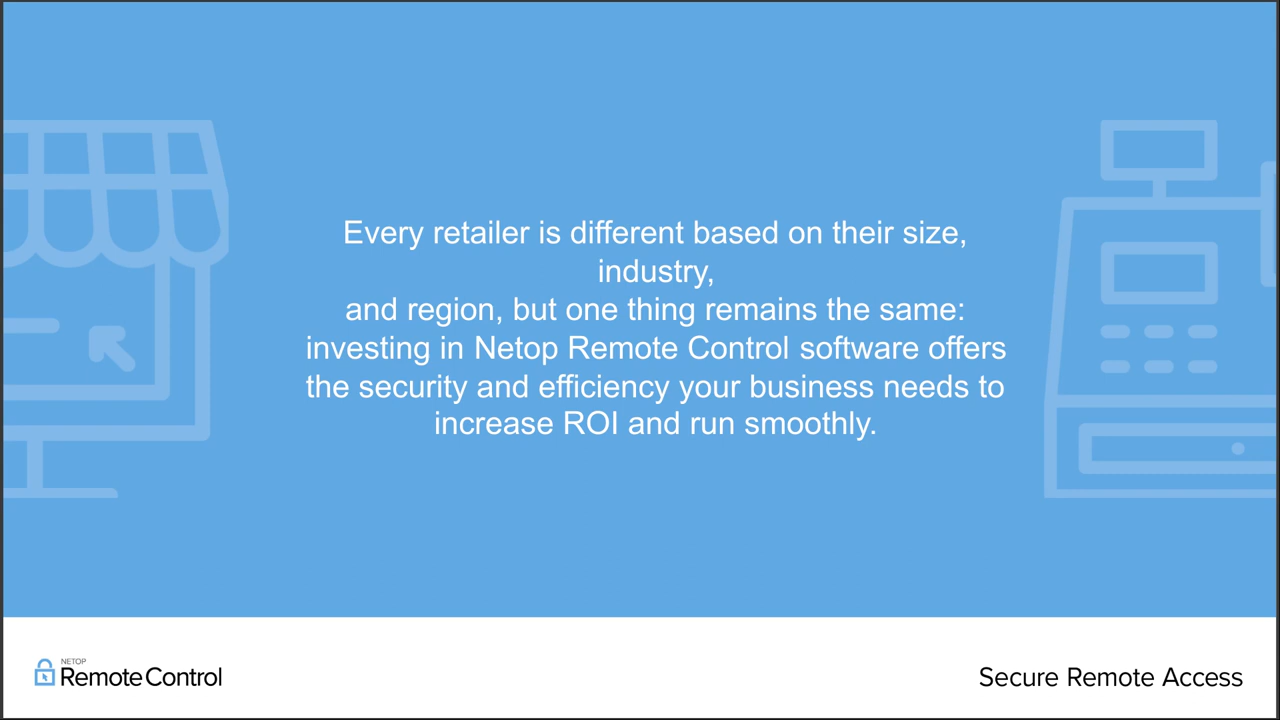 Every retailer is different based on their size,
industry,
and region, but one thing remains the same:
investing in Netop Remote Control software offers
the security and efficiency your business needs to
increase ROI and run smoothly.
NETOP
RemoteControl
Secure Remote Access